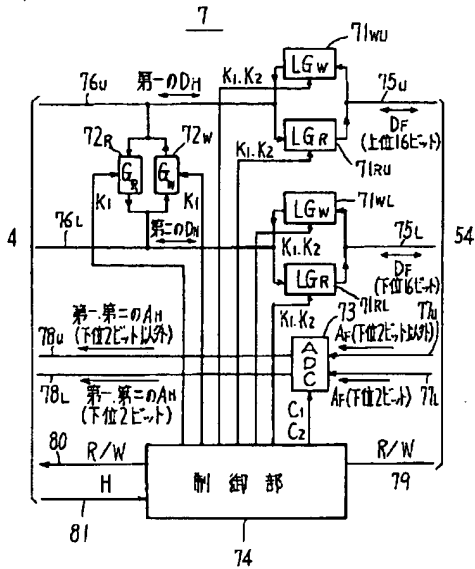 7
76U
第一のDH
K1.K2
LGW
71WU
75U
DF
(上位16ビット)
LGR
71RU
K1.K2
72R
72W
GR
GW
K1
K1
4
76L
第二のDH
LGW
71WL
75L
54
K1.K2
DF
(下位16ビット)
LGR
71RL
K1.K2
73
第一.第二のAH
(下位2ビット以外)
78U
AF(下位2ビット以外)
77U
ADC
78L
第一.第二のAH
(下位2ビット)
AF(下位2ビット)
77L
C1
C2
80
R/W
R/W
79
H
81
制御部
74